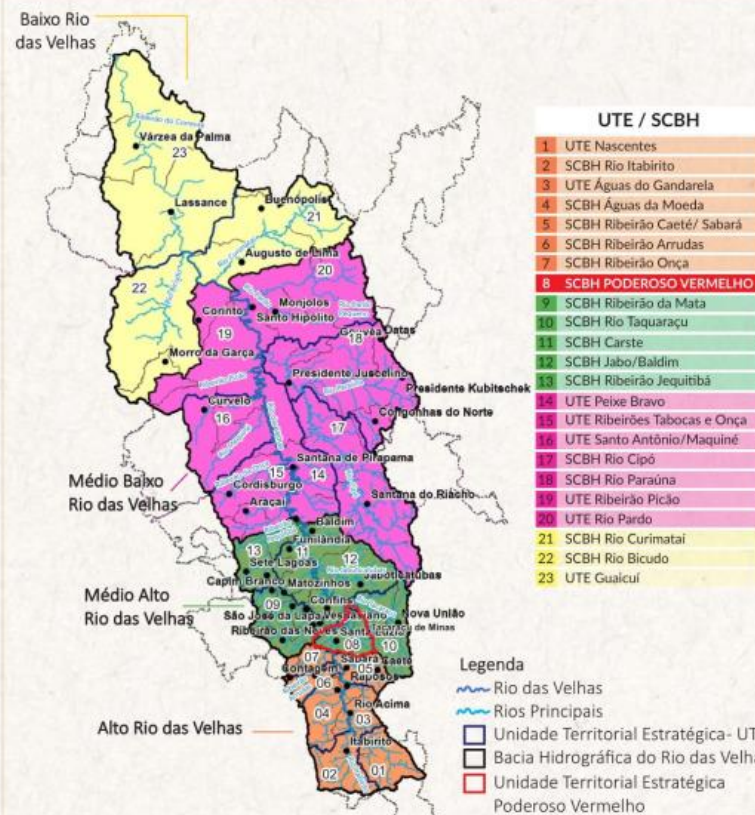 Baixo Rio
das Velhas
Várzea da Palma
23
Lassance
Buenópolis
21
Augusto de Lima
22
20
Corinto
Monjolos
Santo Hipólito
19
Gouvêa
Datas
18
Morro da Garça
Presidente Juscelino
Presidente Kubitschek
Curvelo
Congonhas do Norte
16
17
Santana de Pirapama
15
14
Médio Baixo
Rio das Velhas
Cordisburgo
Santana do Riacho
Araçaí
Baldim
Funilândia
13
11
12
Sete Lagoas
Jaboticatubas
Capim Branco
Matozinhos
Médio Alto
Rio das Velhas
09
Confins
São José da Lapa
Vespasiano
Nova União
Taquaraçu de Minas
Ribeirão das Neves
Santa Luzia
08
10
07
Sabará
05
Caeté
Contagem
Raposos
06
Alto Rio das Velhas
04
Rio Acima
03
Itabirito
02
01
UTE / SCBH
1 UTE Nascentes
2 SCBH Rio Itabirito
3 UTE Águas do Gandarela
4 SCBH Águas da Moeda
5 SCBH Ribeirão Caeté/ Sabará
6 SCBH Ribeirão Arrudas
7 SCBH Ribeirão Onça
8 SCBH PODEROSO VERMELHO
9 SCBH Ribeirão da Mata
10 SCBH Rio Taquaraçu
11 SCBH Carste
12 SCBH Jabo/Baldim
13 SCBH Ribeirão Jequitibá
14 UTE Peixe Bravo
15 UTE Ribeirões Tabocas e Onça
16 UTE Santo Antônio/Maquiné
17 SCBH Rio Cipó
18 SCBH Rio Paraúna
19 UTE Ribeirão Picão
20 UTE Rio Pardo
21 SCBH Rio Curimataí
22 SCBH Rio Bicudo
23 UTE Guaicuí
Legenda
Rio das Velhas
Rios Principais
Unidade Territorial Estratégica- UT
Bacia Hidrográfica do Rio das Velha
Unidade Territorial Estratégica
Poderoso Vermelho